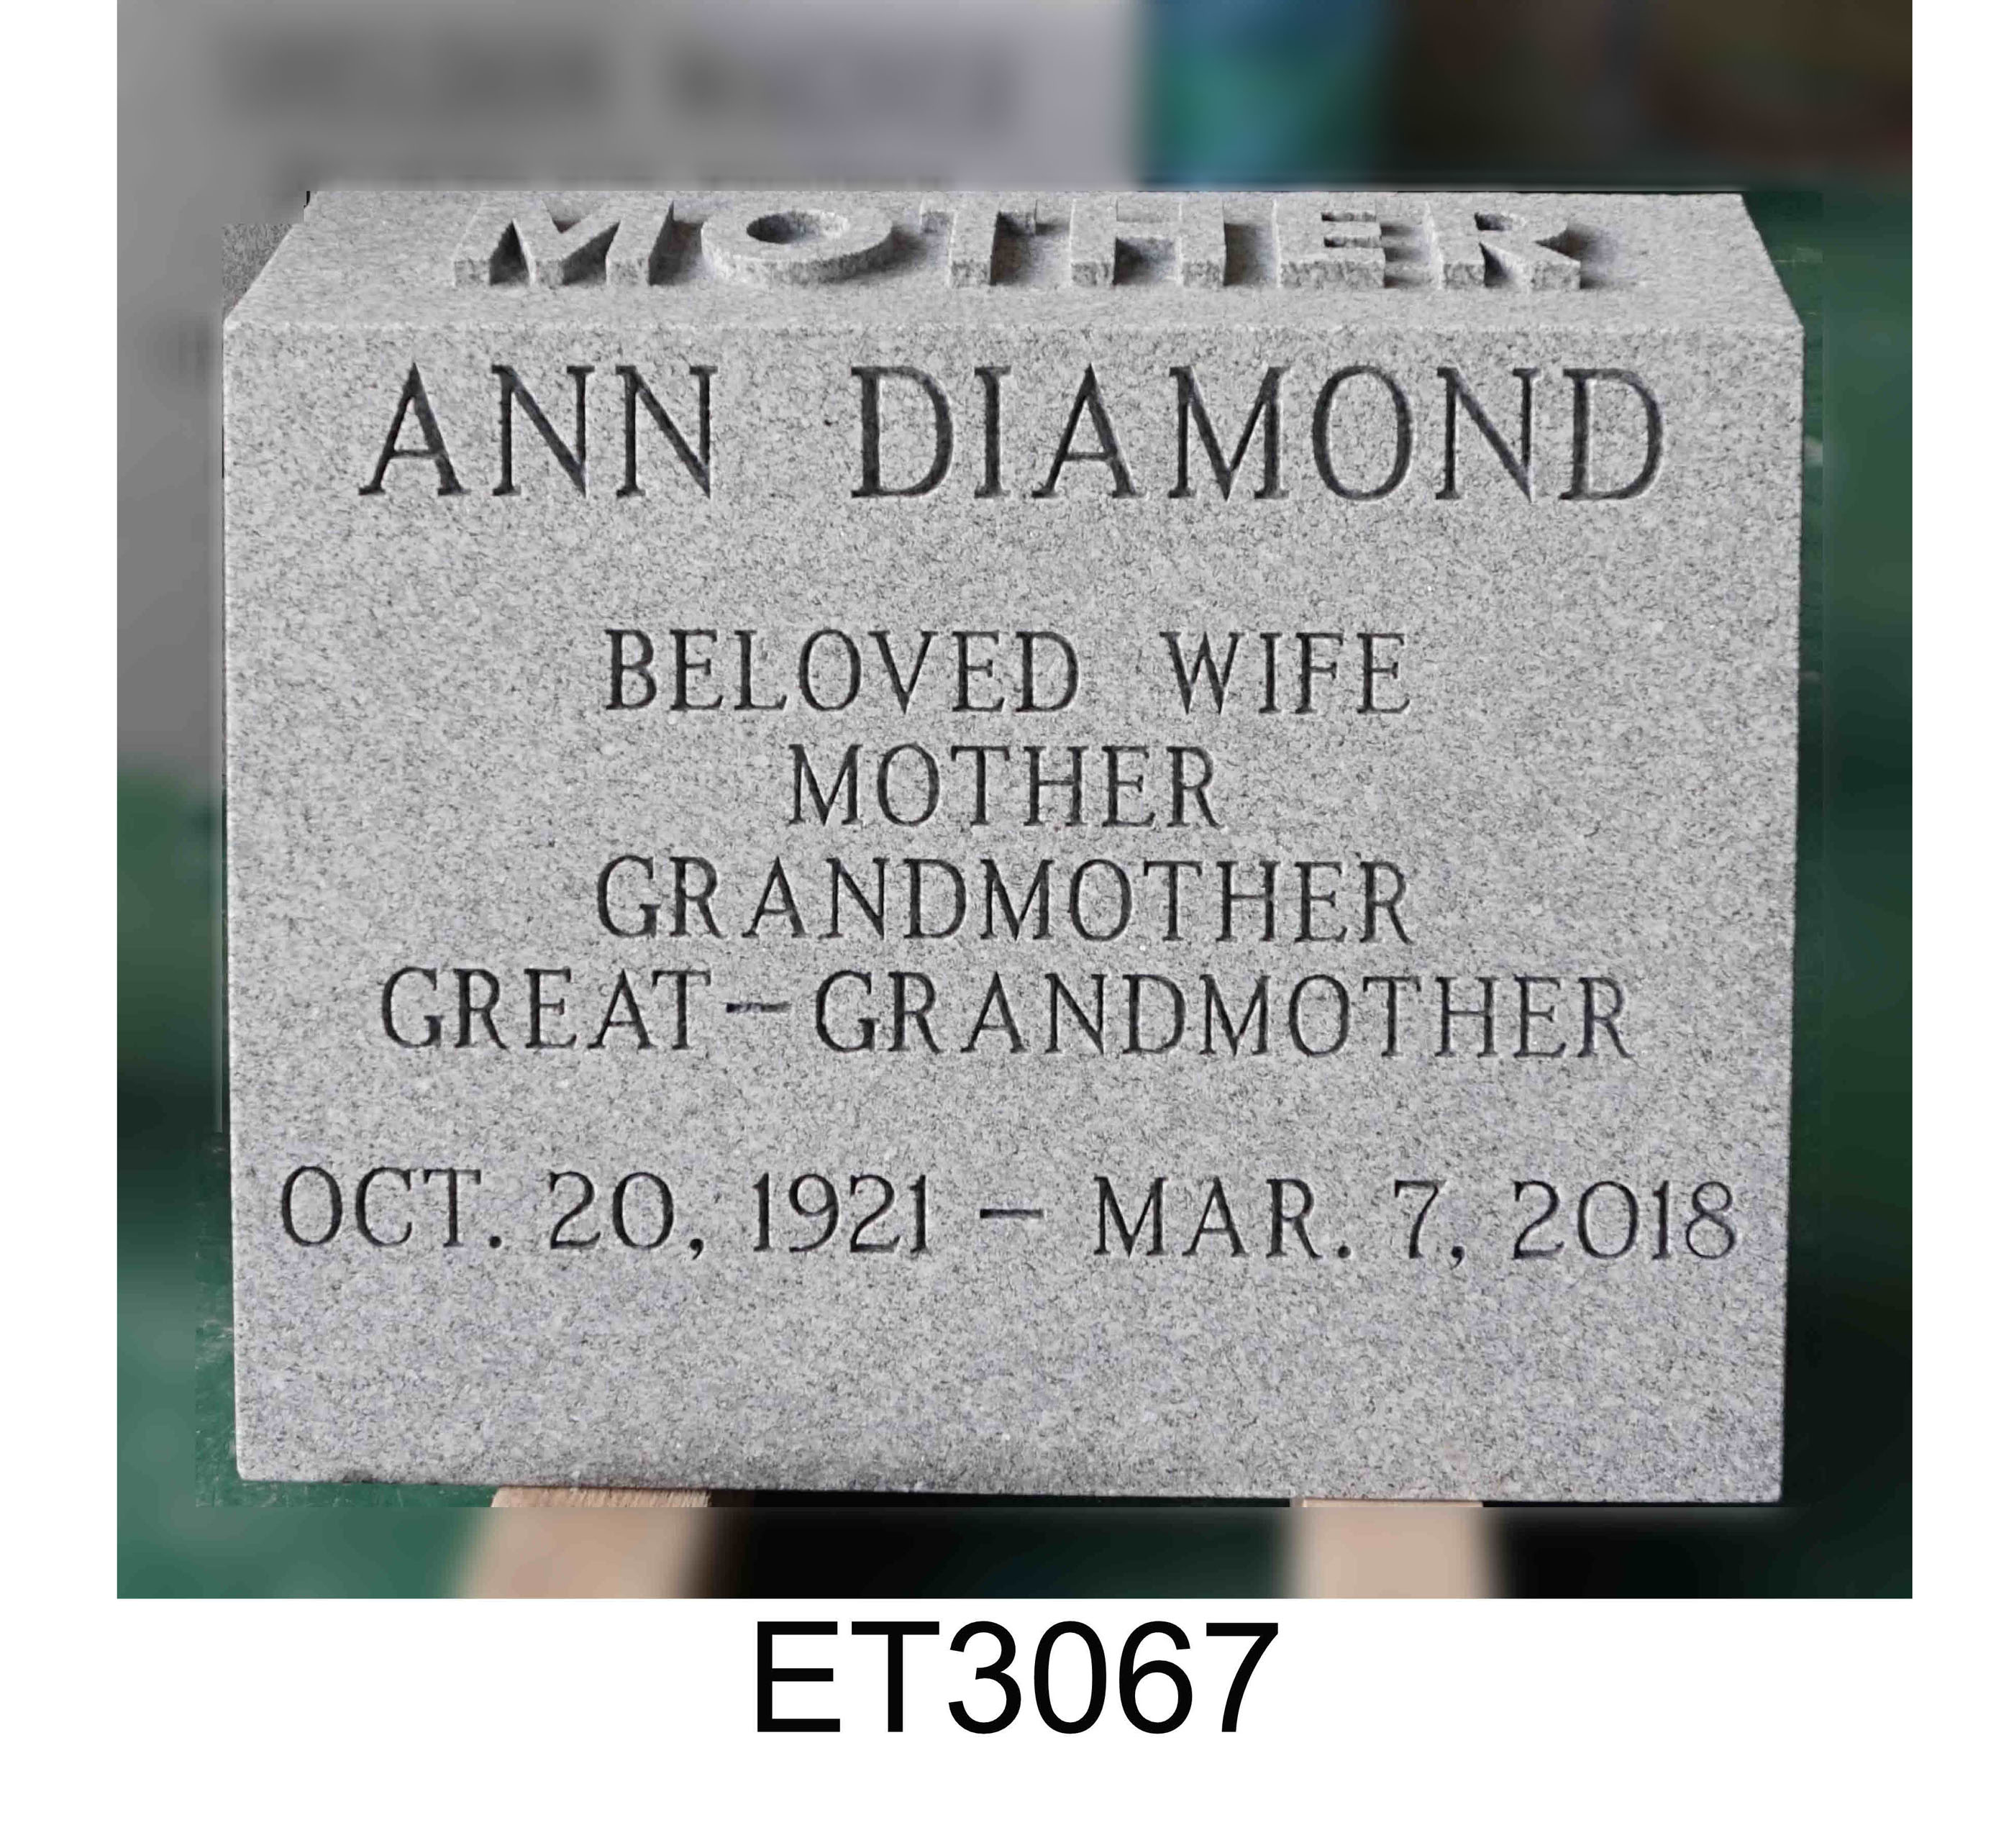 MOTHER
ANN DIAMOND
BELOVED WIFE
MOTHER
GRANDMOTHER
GREAT-GRANDMOTHER
OCT. 20, 1921 - MAR. 7, 2018
ET3067